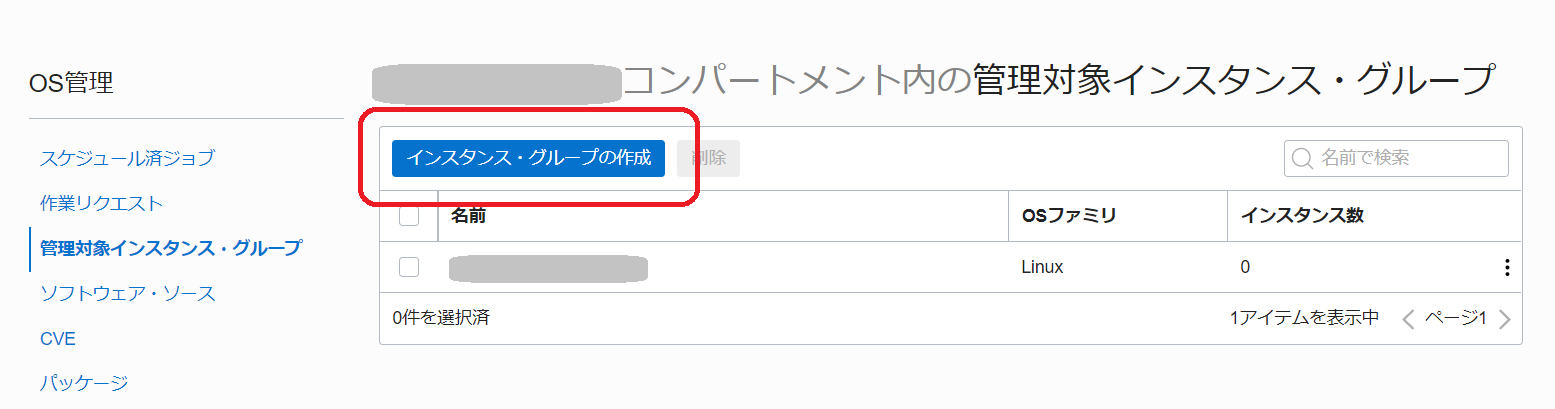 OS管理
コンパートメント内の管理対象インスタンス・グループ
スケジュール済ジョブ
作業リクエスト
管理対象インスタンス・グループ
ソフトウェア・ソース
CVE
パッケージ
インスタンス・グループの作成 削除 名前で検索
名前 OSファミリ インスタンス数
Linux 0
0件を選択済 1アイテムを表示中 ページ1